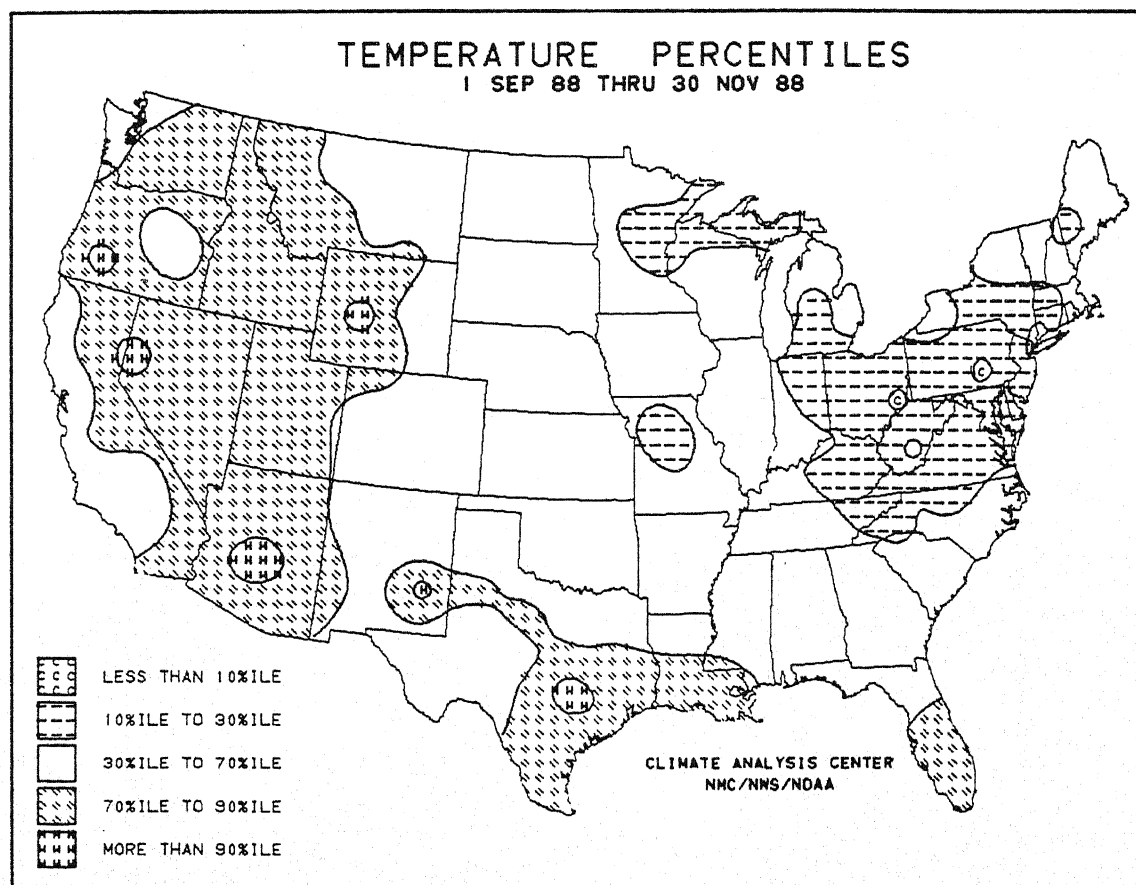 TEMPERATURE PERCENTILES
1 SEP 88 THRU 30 NOV 88
H
H H
H
H H
H
H H
H H H
H H
C
C
H H
H H H H
H H H
H
H H
H H H
H H
C C C
LESS THAN 10%ILE
10%ILE TO 30%ILE
30%ILE TO 70%ILE
70%ILE TO 90%ILE
H H H
H H H
MORE THAN 90%ILE
CLIMATE ANALYSIS CENTER
NMC/NWS/NOAA